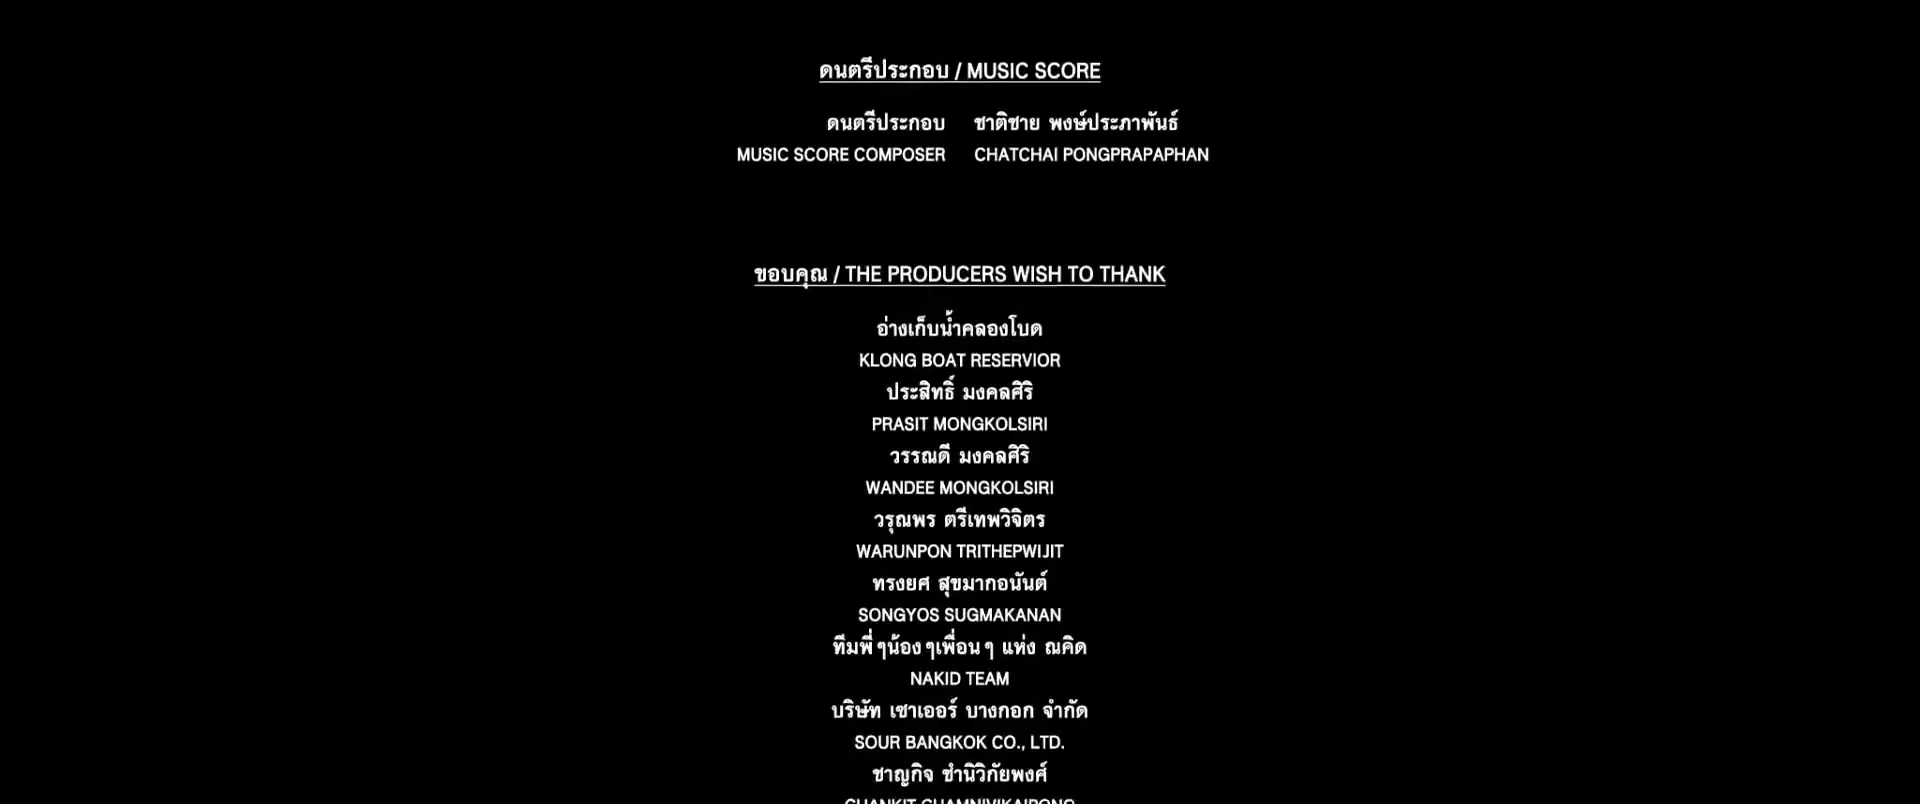 ดนตรีประกอบ / MUSIC SCORE
ดนตรีประกอบ ชาติชาย พงษ์ประภาพันธ์
MUSIC SCORE COMPOSER CHATCHAI PONGPRAPAPHAN
ขอบคุณ / THE PRODUCERS WISH TO THANK
อ่างเก็บน้ำคลองโบด
KLONG BOAT RESERVIOR
ประสิทธิ์ มงคลศิริ
PRASIT MONGKOLSIRI
วรรณดี มงคลศิริ
WANDEE MONGKOLSIRI
วรุณพร ตรีเทพวิจิตร
WARUNPON TRITHEPWIJIT
ทรงยศ สุขมากอนันต์
SONGYOS SUGMAKANAN
ทีมพี่ๆน้องๆเพื่อนๆ แห่ง ณคิด
NAKID TEAM
บริษัท เซาเออร์ บางกอก จำกัด
SOUR BANGKOK CO., LTD.
ชาญกิจ ชำนิวิกัยพงศ์
CHANKIT CHAMNIVIKAIPONG